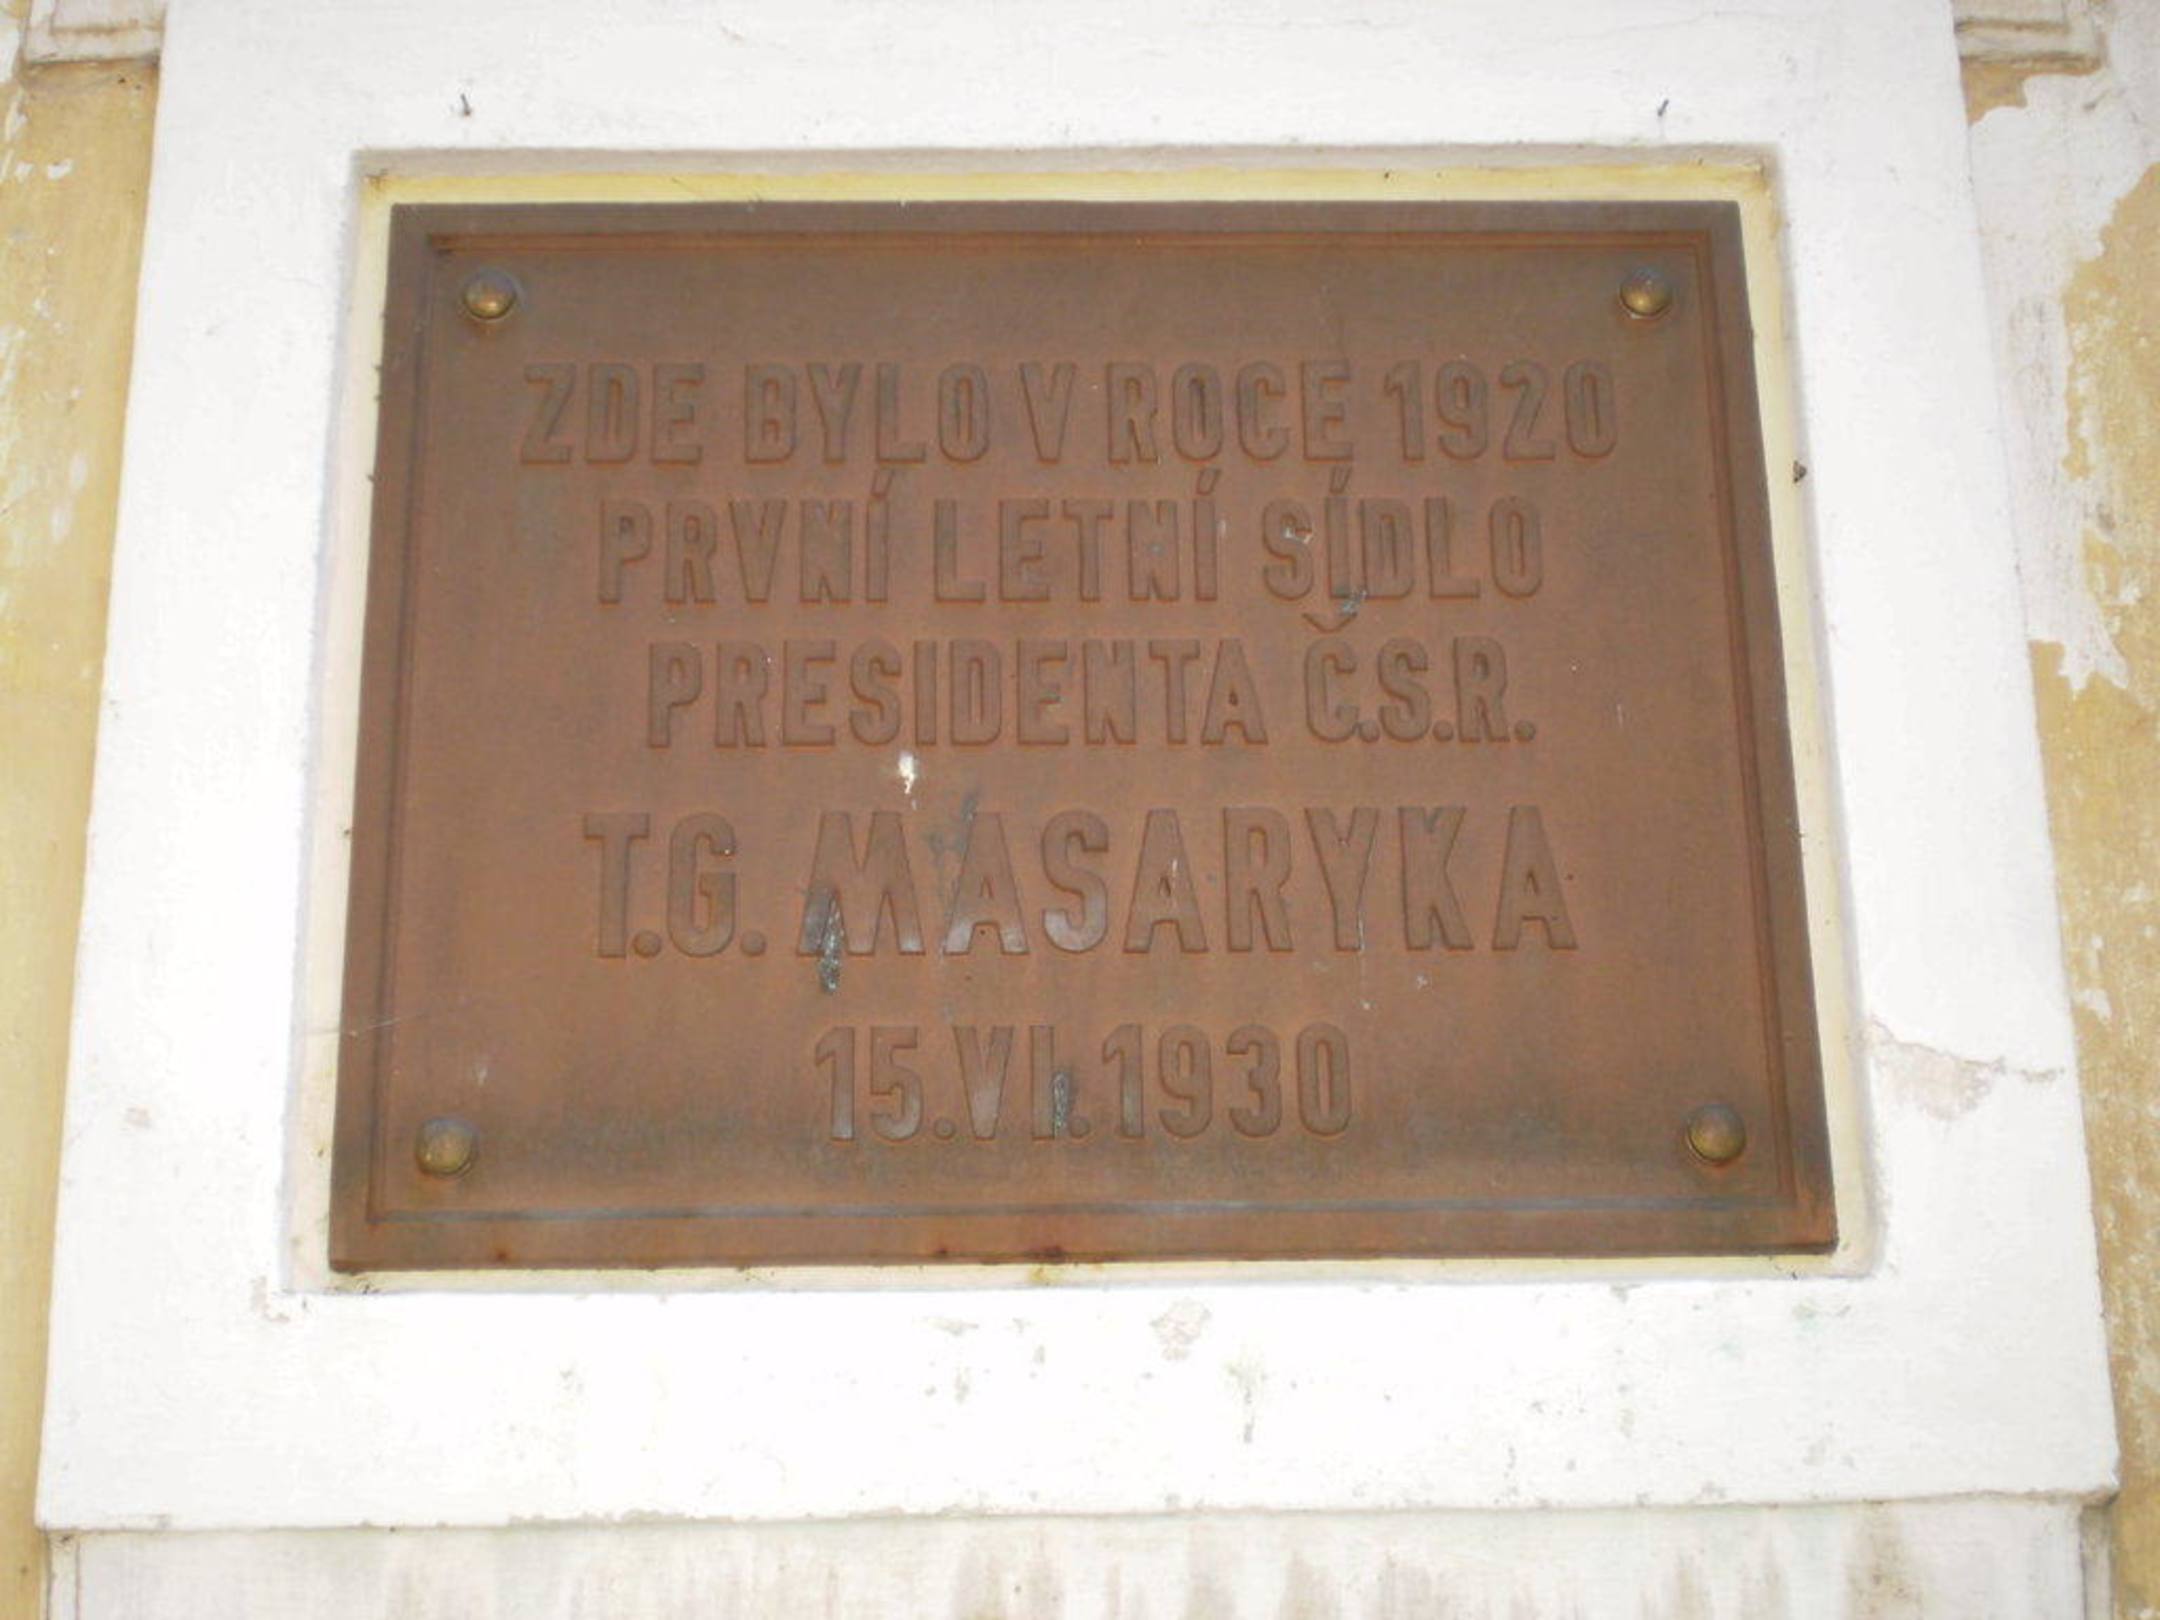 ZDE BYLO V ROCE 1920
PRVNÍ LETNÍ SÍDLO
PRESIDENTA Č.S.R.
T.G. MASARYKA
15.VI.1930